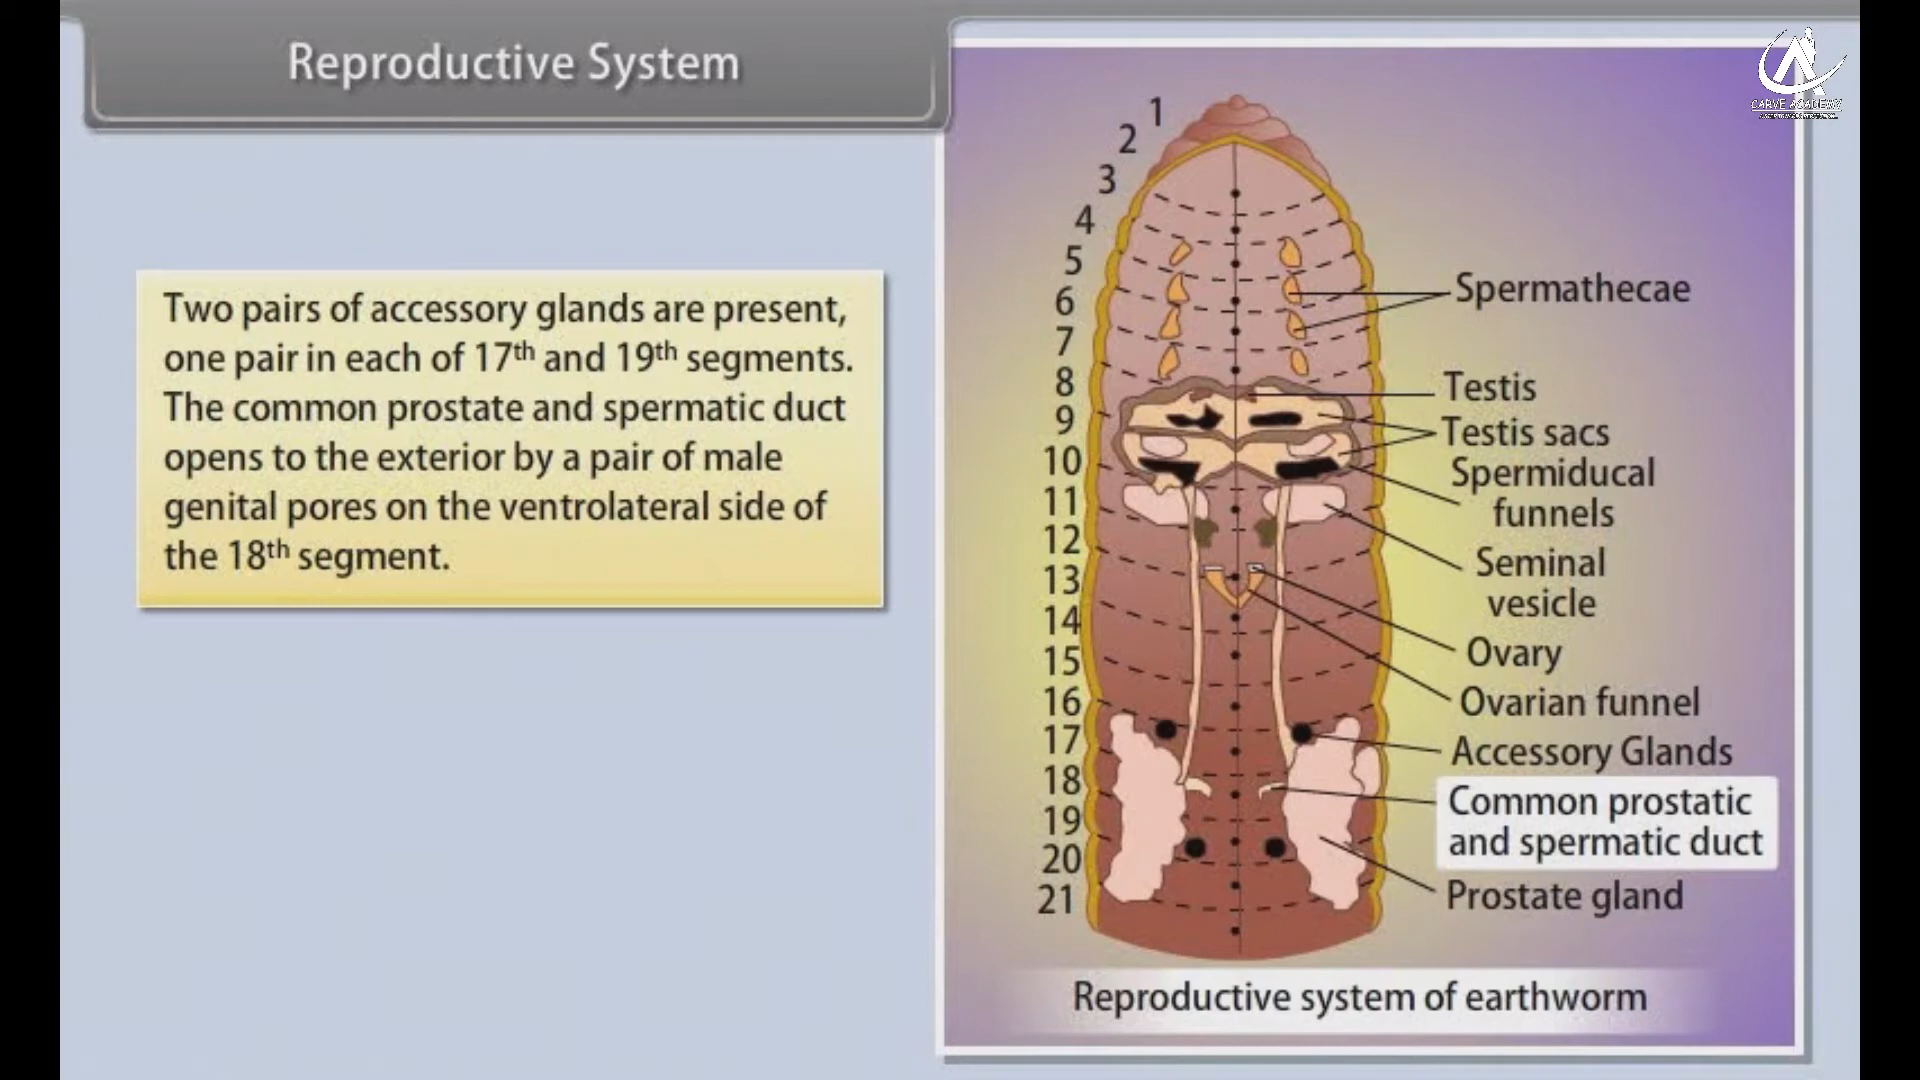 Reproductive System
CARVE ACADEMY
Two pairs of accessory glands are present,
one pair in each of 17th and 19th segments.
The common prostate and spermatic duct
opens to the exterior by a pair of male
genital pores on the ventrolateral side of
the 18th segment.
1
2
3
4
5
6
7
8
9
10
11
12
13
14
15
16
17
18
19
20
21
Spermathecae
Testis
Testis sacs
Spermiducal
funnels
Seminal
vesicle
Ovary
Ovarian funnel
Accessory Glands
Common prostatic
and spermatic duct
Prostate gland
Reproductive system of earthworm